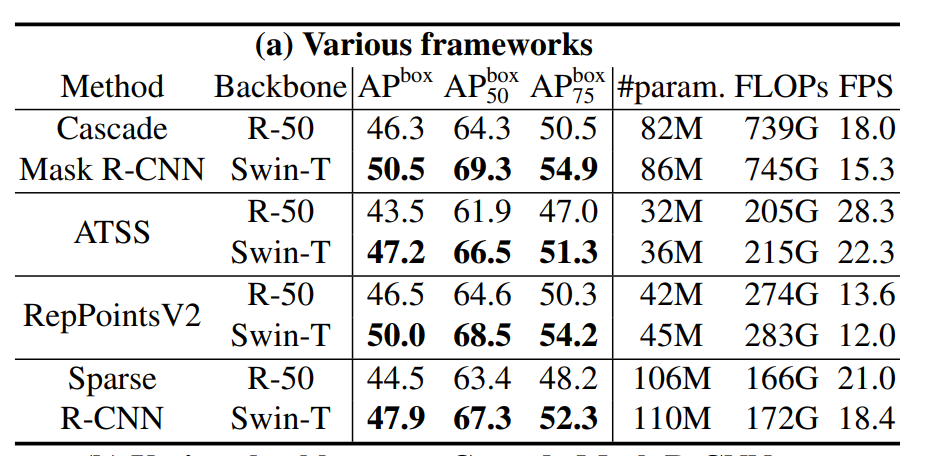 (a) Various frameworks
Method Backbone AP^box AP^box_50 AP^box_75 #param. FLOPs FPS
Cascade R-50 46.3 64.3 50.5 82M 739G 18.0
Mask R-CNN Swin-T 50.5 69.3 54.9 86M 745G 15.3
ATSS
R-50 43.5 61.9 47.0 32M 205G 28.3
Swin-T 47.2 66.5 51.3 36M 215G 22.3
RepPointsV2
R-50 46.5 64.6 50.3 42M 274G 13.6
Swin-T 50.0 68.5 54.2 45M 283G 12.0
Sparse R-50 44.5 63.4 48.2 106M 166G 21.0
R-CNN Swin-T 47.9 67.3 52.3 110M 172G 18.4